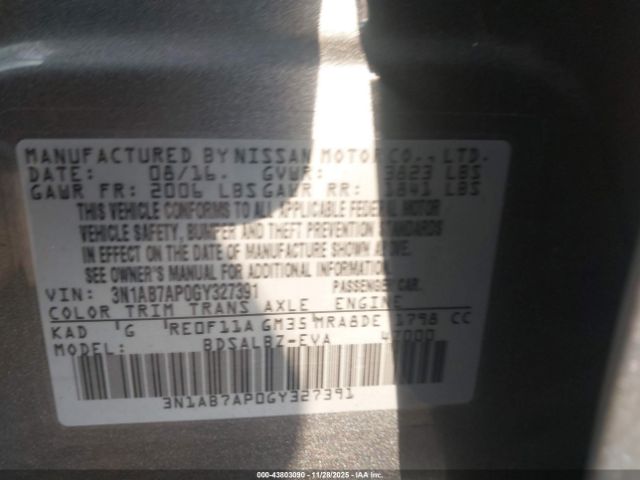 MANUFACTURED BY NISSAN MOTOR CO., LTD.
DATE: 08/16. GVWR: 3823 LBS
GAWR FR: 2006 LBS GAWR RR: 1841 LBS
THIS VEHICLE CONFORMS TO ALL APPLICABLE FEDERAL MOTOR
VEHICLE SAFETY, BUMPER AND THEFT PREVENTION STANDARDS
IN EFFECT ON THE DATE OF MANUFACTURE SHOWN ABOVE.
SEE OWNER'S MANUAL FOR ADDITIONAL INFORMATION.
VIN: 3N1AB7AP0GY327391 PASSENGER CAR.
COLOR TRIM TRANS AXLE ENGINE
KAD G RE0F11A GM35 MRA8DE 1798 CC
MODEL: BDSALBZ-EVA 47000
3N1AB7AP0GY327391
000-43803090 | 11/28/2025 - IAAI.COM